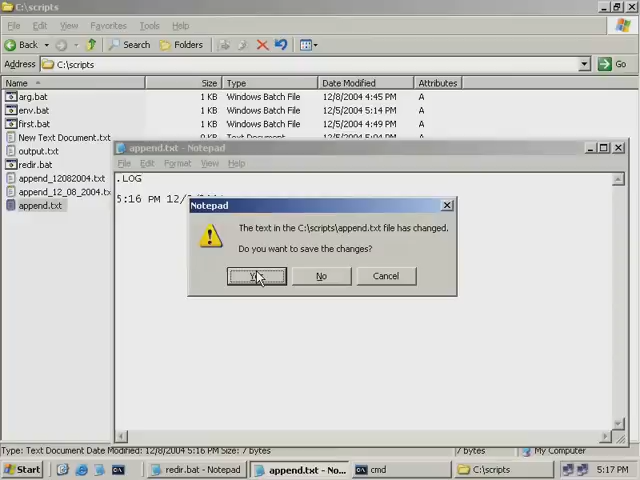 C:\scripts
File Edit View Favorites Tools Help
Back Search Folders
Address C:\scripts Go
Name Size Type Date Modified Attributes
arg.bat 1 KB Windows Batch File 12/8/2004 4:45 PM A
env.bat 1 KB Windows Batch File 12/5/2004 5:14 PM A
first.bat 1 KB Windows Batch File 12/5/2004 4:49 PM A
New Text Document.txt
output.txt
redir.bat
append_12082004.txt
append_12_08_2004.tx
append.txt
append.txt - Notepad
File Edit Format View Help
.LOG
5:16 PM
Notepad
The text in the C:\scripts\append.txt file has changed.
Do you want to save the changes?
No Cancel
Type: Text Document Date Modified: 12/8/2004 5:16 PM Size: 7 bytes 7 bytes My Computer
Start redir.bat - Notepad append.txt - No... cmd C:\scripts 5:17 PM